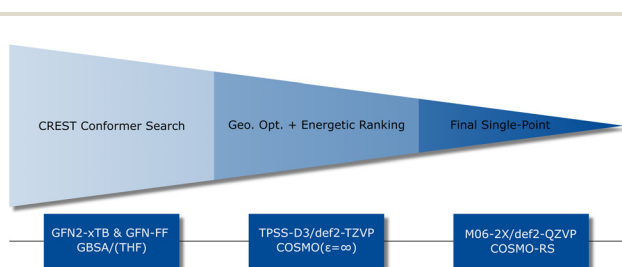 CREST Conformer Search
Geo. Opt. + Energetic Ranking
Final Single-Point
GFN2-xTB & GFN-FF
GBSA/(THF)
TPSS-D3/def2-TZVP
COSMO(ε=∞)
M06-2X/def2-QZVP
COSMO-RS